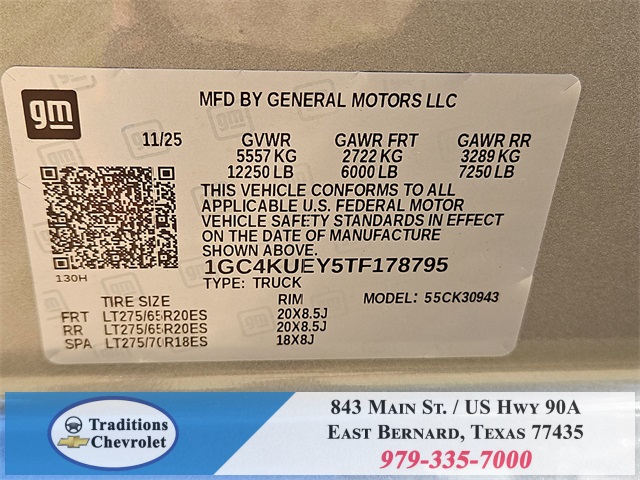 gm
MFD BY GENERAL MOTORS LLC
11/25 GVWR GAWR FRT GAWR RR
5557 KG 2722 KG 3289 KG
12250 LB 6000 LB 7250 LB
THIS VEHICLE CONFORMS TO ALL
APPLICABLE U.S. FEDERAL MOTOR
VEHICLE SAFETY STANDARDS IN EFFECT
ON THE DATE OF MANUFACTURE
SHOWN ABOVE.
130H
1GC4KUEY5TF178795
TYPE: TRUCK
TIRE SIZE RIM MODEL: 55CK30943
FRT LT275/65R20ES 20X8.5J
RR LT275/65R20ES 20X8.5J
SPA LT275/70R18ES 18X8J
Traditions
Chevrolet
843 Main St. / US Hwy 90A
East Bernard, Texas 77435
979-335-7000